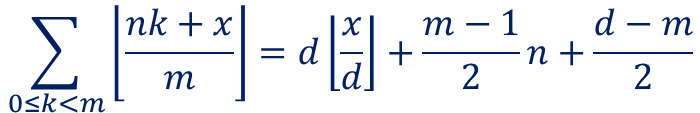 ∑_{0≤k<m} ⌊(nk + x)/m⌋ = d ⌊x/d⌋ + (m − 1)/2 n + (d − m)/2